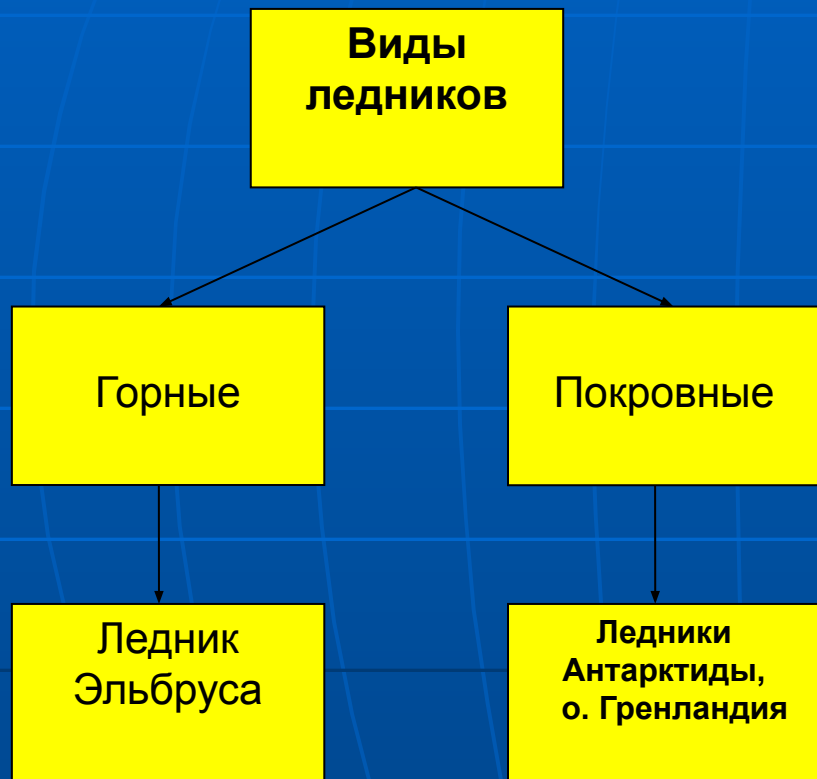 Виды
ледников
Горные
Покровные
Ледник
Эльбруса
Ледники
Антарктиды,
о. Гренландия